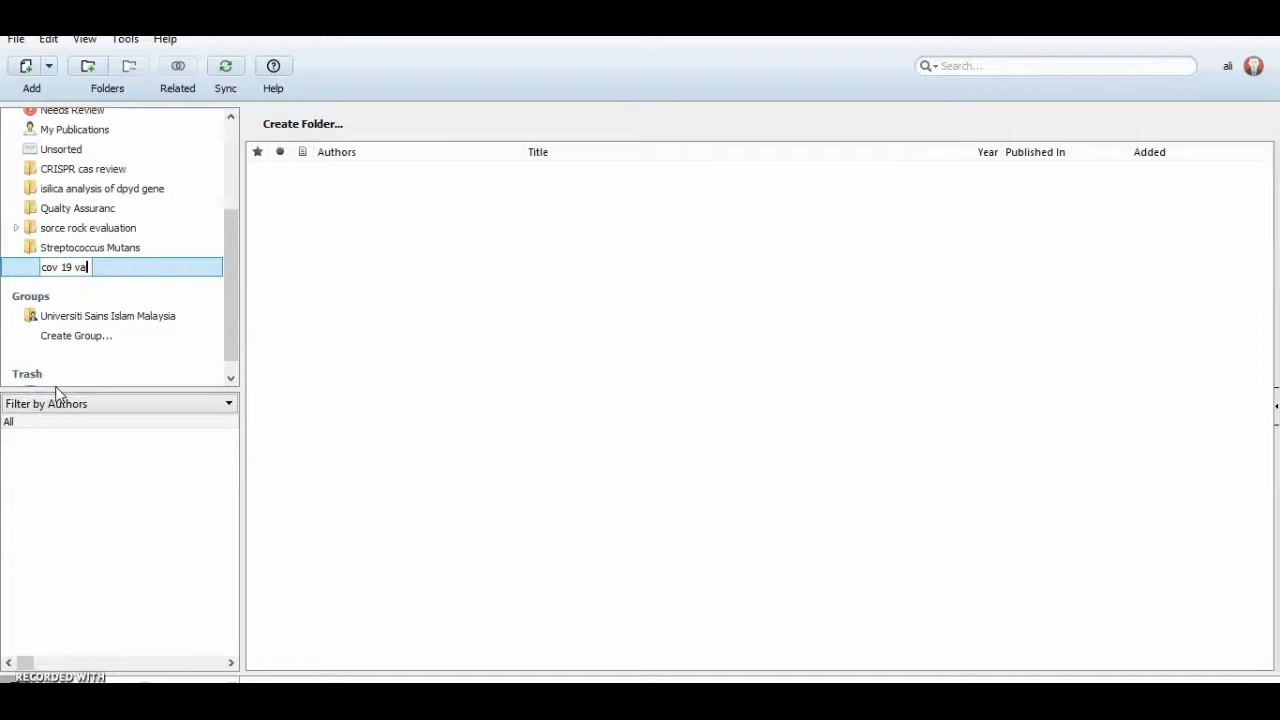 File Edit View Tools Help
Search... ali
Add Folders Related Sync Help
Needs Review
My Publications
Unsorted
CRISPR cas review
isilica analysis of dpyd gene
Qualty Assuranc
sorce rock evaluation
Streptococcus Mutans
cov 19 va
Groups
Universiti Sains Islam Malaysia
Create Group...
Trash
Filter by Authors
All
Create Folder...
Authors Title Year Published In Added
RECORDED WITH